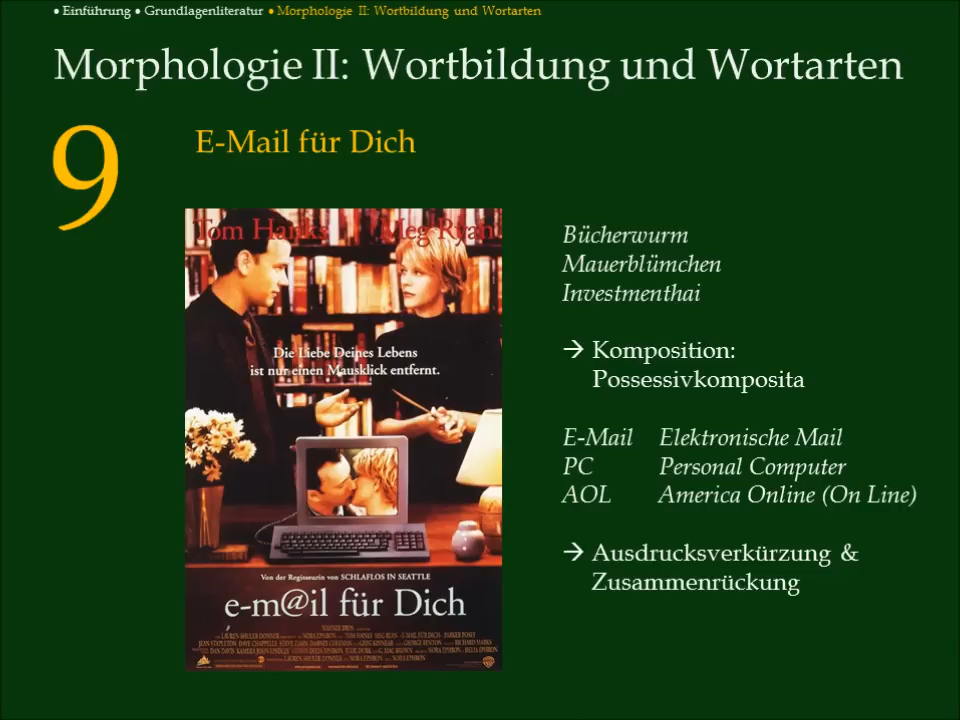 • Einführung • Grundlagenliteratur • Morphologie II: Wortbildung und Wortarten
Morphologie II: Wortbildung und Wortarten
9
E-Mail für Dich
Tom Hanks Meg Ryan
Die Liebe Deines Lebens
ist nur einen Mausklick entfernt.
Von der Regisseurin von SCHLAFLOS IN SEATTLE
e-m@il für Dich
Bücherwurm
Mauerblümchen
Investmenthai
→ Komposition:
Possessivkomposita
E-Mail Elektronische Mail
PC Personal Computer
AOL America Online (On Line)
→ Ausdrucksverkürzung &
Zusammenrückung